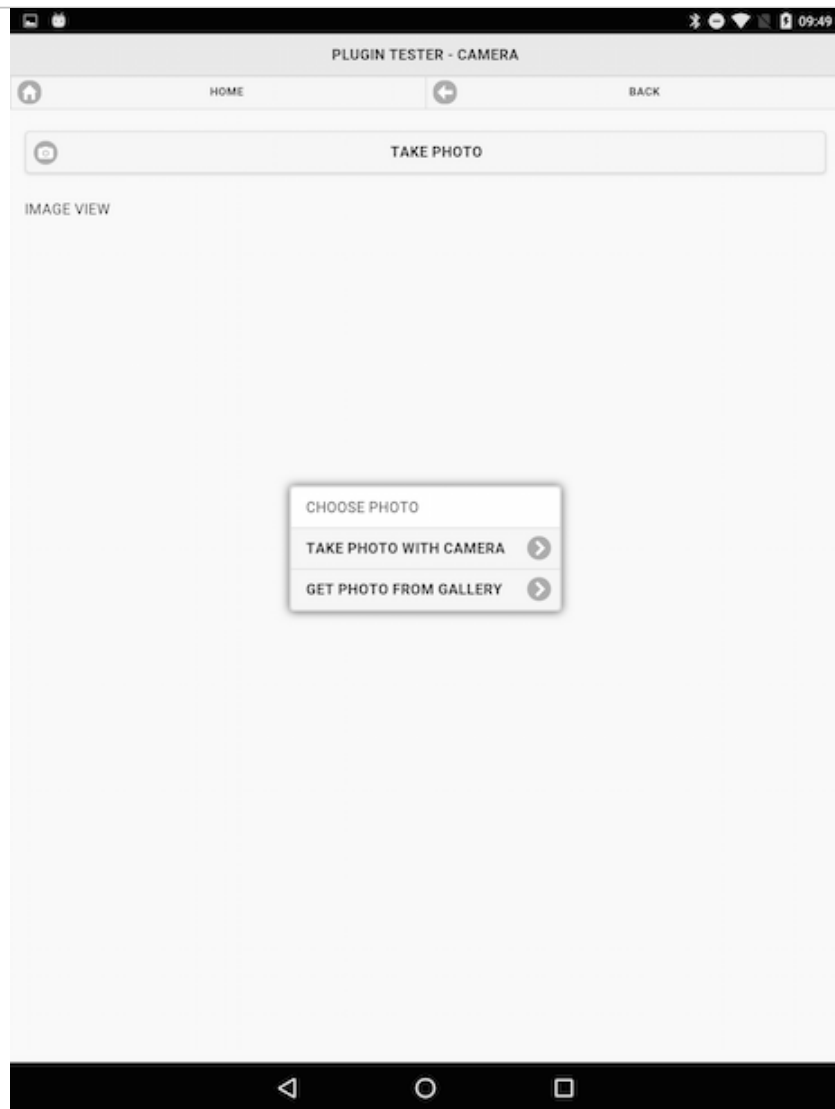 09:49
PLUGIN TESTER - CAMERA
HOME BACK
TAKE PHOTO
IMAGE VIEW
CHOOSE PHOTO
TAKE PHOTO WITH CAMERA
GET PHOTO FROM GALLERY